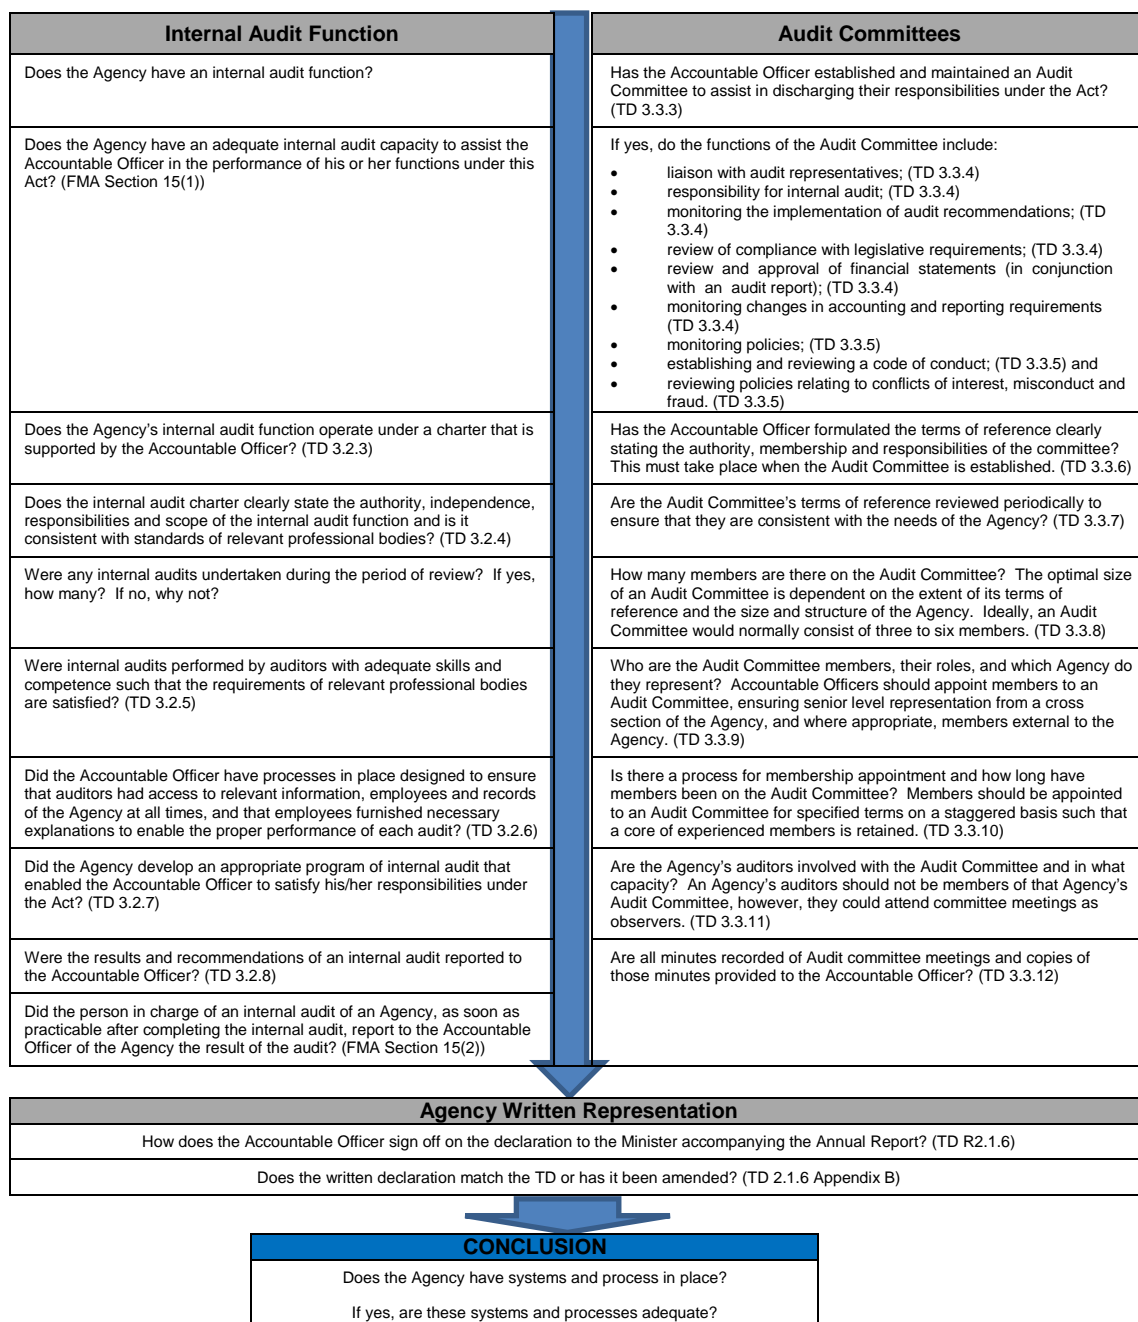 Internal Audit Function
Does the Agency have an internal audit function?
Does the Agency have an adequate internal audit capacity to assist the
Accountable Officer in the performance of his or her functions under this
Act? (FMA Section 15(1))
Does the Agency’s internal audit function operate under a charter that is
supported by the Accountable Officer? (TD 3.2.3)
Does the internal audit charter clearly state the authority, independence,
responsibilities and scope of the internal audit function and is it
consistent with standards of relevant professional bodies? (TD 3.2.4)
Were any internal audits undertaken during the period of review? If yes,
how many? If no, why not?
Were internal audits performed by auditors with adequate skills and
competence such that the requirements of relevant professional bodies
are satisfied? (TD 3.2.5)
Did the Accountable Officer have processes in place designed to ensure
that auditors had access to relevant information, employees and records
of the Agency at all times, and that employees furnished necessary
explanations to enable the proper performance of each audit? (TD 3.2.6)
Did the Agency develop an appropriate program of internal audit that
enabled the Accountable Officer to satisfy his/her responsibilities under
the Act? (TD 3.2.7)
Were the results and recommendations of an internal audit reported to
the Accountable Officer? (TD 3.2.8)
Did the person in charge of an internal audit of an Agency, as soon as
practicable after completing the internal audit, report to the Accountable
Officer of the Agency the result of the audit? (FMA Section 15(2))
Audit Committees
Has the Accountable Officer established and maintained an Audit
Committee to assist in discharging their responsibilities under the Act?
(TD 3.3.3)
If yes, do the functions of the Audit Committee include:
• liaison with audit representatives; (TD 3.3.4)
• responsibility for internal audit; (TD 3.3.4)
• monitoring the implementation of audit recommendations; (TD
3.3.4)
• review of compliance with legislative requirements; (TD 3.3.4)
• review and approval of financial statements (in conjunction
with an audit report); (TD 3.3.4)
• monitoring changes in accounting and reporting requirements
(TD 3.3.4)
• monitoring policies; (TD 3.3.5)
• establishing and reviewing a code of conduct; (TD 3.3.5) and
• reviewing policies relating to conflicts of interest, misconduct and
fraud. (TD 3.3.5)
Has the Accountable Officer formulated the terms of reference clearly
stating the authority, membership and responsibilities of the committee?
This must take place when the Audit Committee is established. (TD 3.3.6)
Are the Audit Committee’s terms of reference reviewed periodically to
ensure that they are consistent with the needs of the Agency? (TD 3.3.7)
How many members are there on the Audit Committee? The optimal size
of an Audit Committee is dependent on the extent of its terms of
reference and the size and structure of the Agency. Ideally, an Audit
Committee would normally consist of three to six members. (TD 3.3.8)
Who are the Audit Committee members, their roles, and which Agency do
they represent? Accountable Officers should appoint members to an
Audit Committee, ensuring senior level representation from a cross
section of the Agency, and where appropriate, members external to the
Agency. (TD 3.3.9)
Is there a process for membership appointment and how long have
members been on the Audit Committee? Members should be appointed
to an Audit Committee for specified terms on a staggered basis such that
a core of experienced members is retained. (TD 3.3.10)
Are the Agency’s auditors involved with the Audit Committee and in what
capacity? An Agency’s auditors should not be members of that Agency’s
Audit Committee, however, they could attend committee meetings as
observers. (TD 3.3.11)
Are all minutes recorded of Audit committee meetings and copies of
those minutes provided to the Accountable Officer? (TD 3.3.12)
Agency Written Representation
How does the Accountable Officer sign off on the declaration to the Minister accompanying the Annual Report? (TD R2.1.6)
Does the written declaration match the TD or has it been amended? (TD 2.1.6 Appendix B)
CONCLUSION
Does the Agency have systems and process in place?
If yes, are these systems and processes adequate?